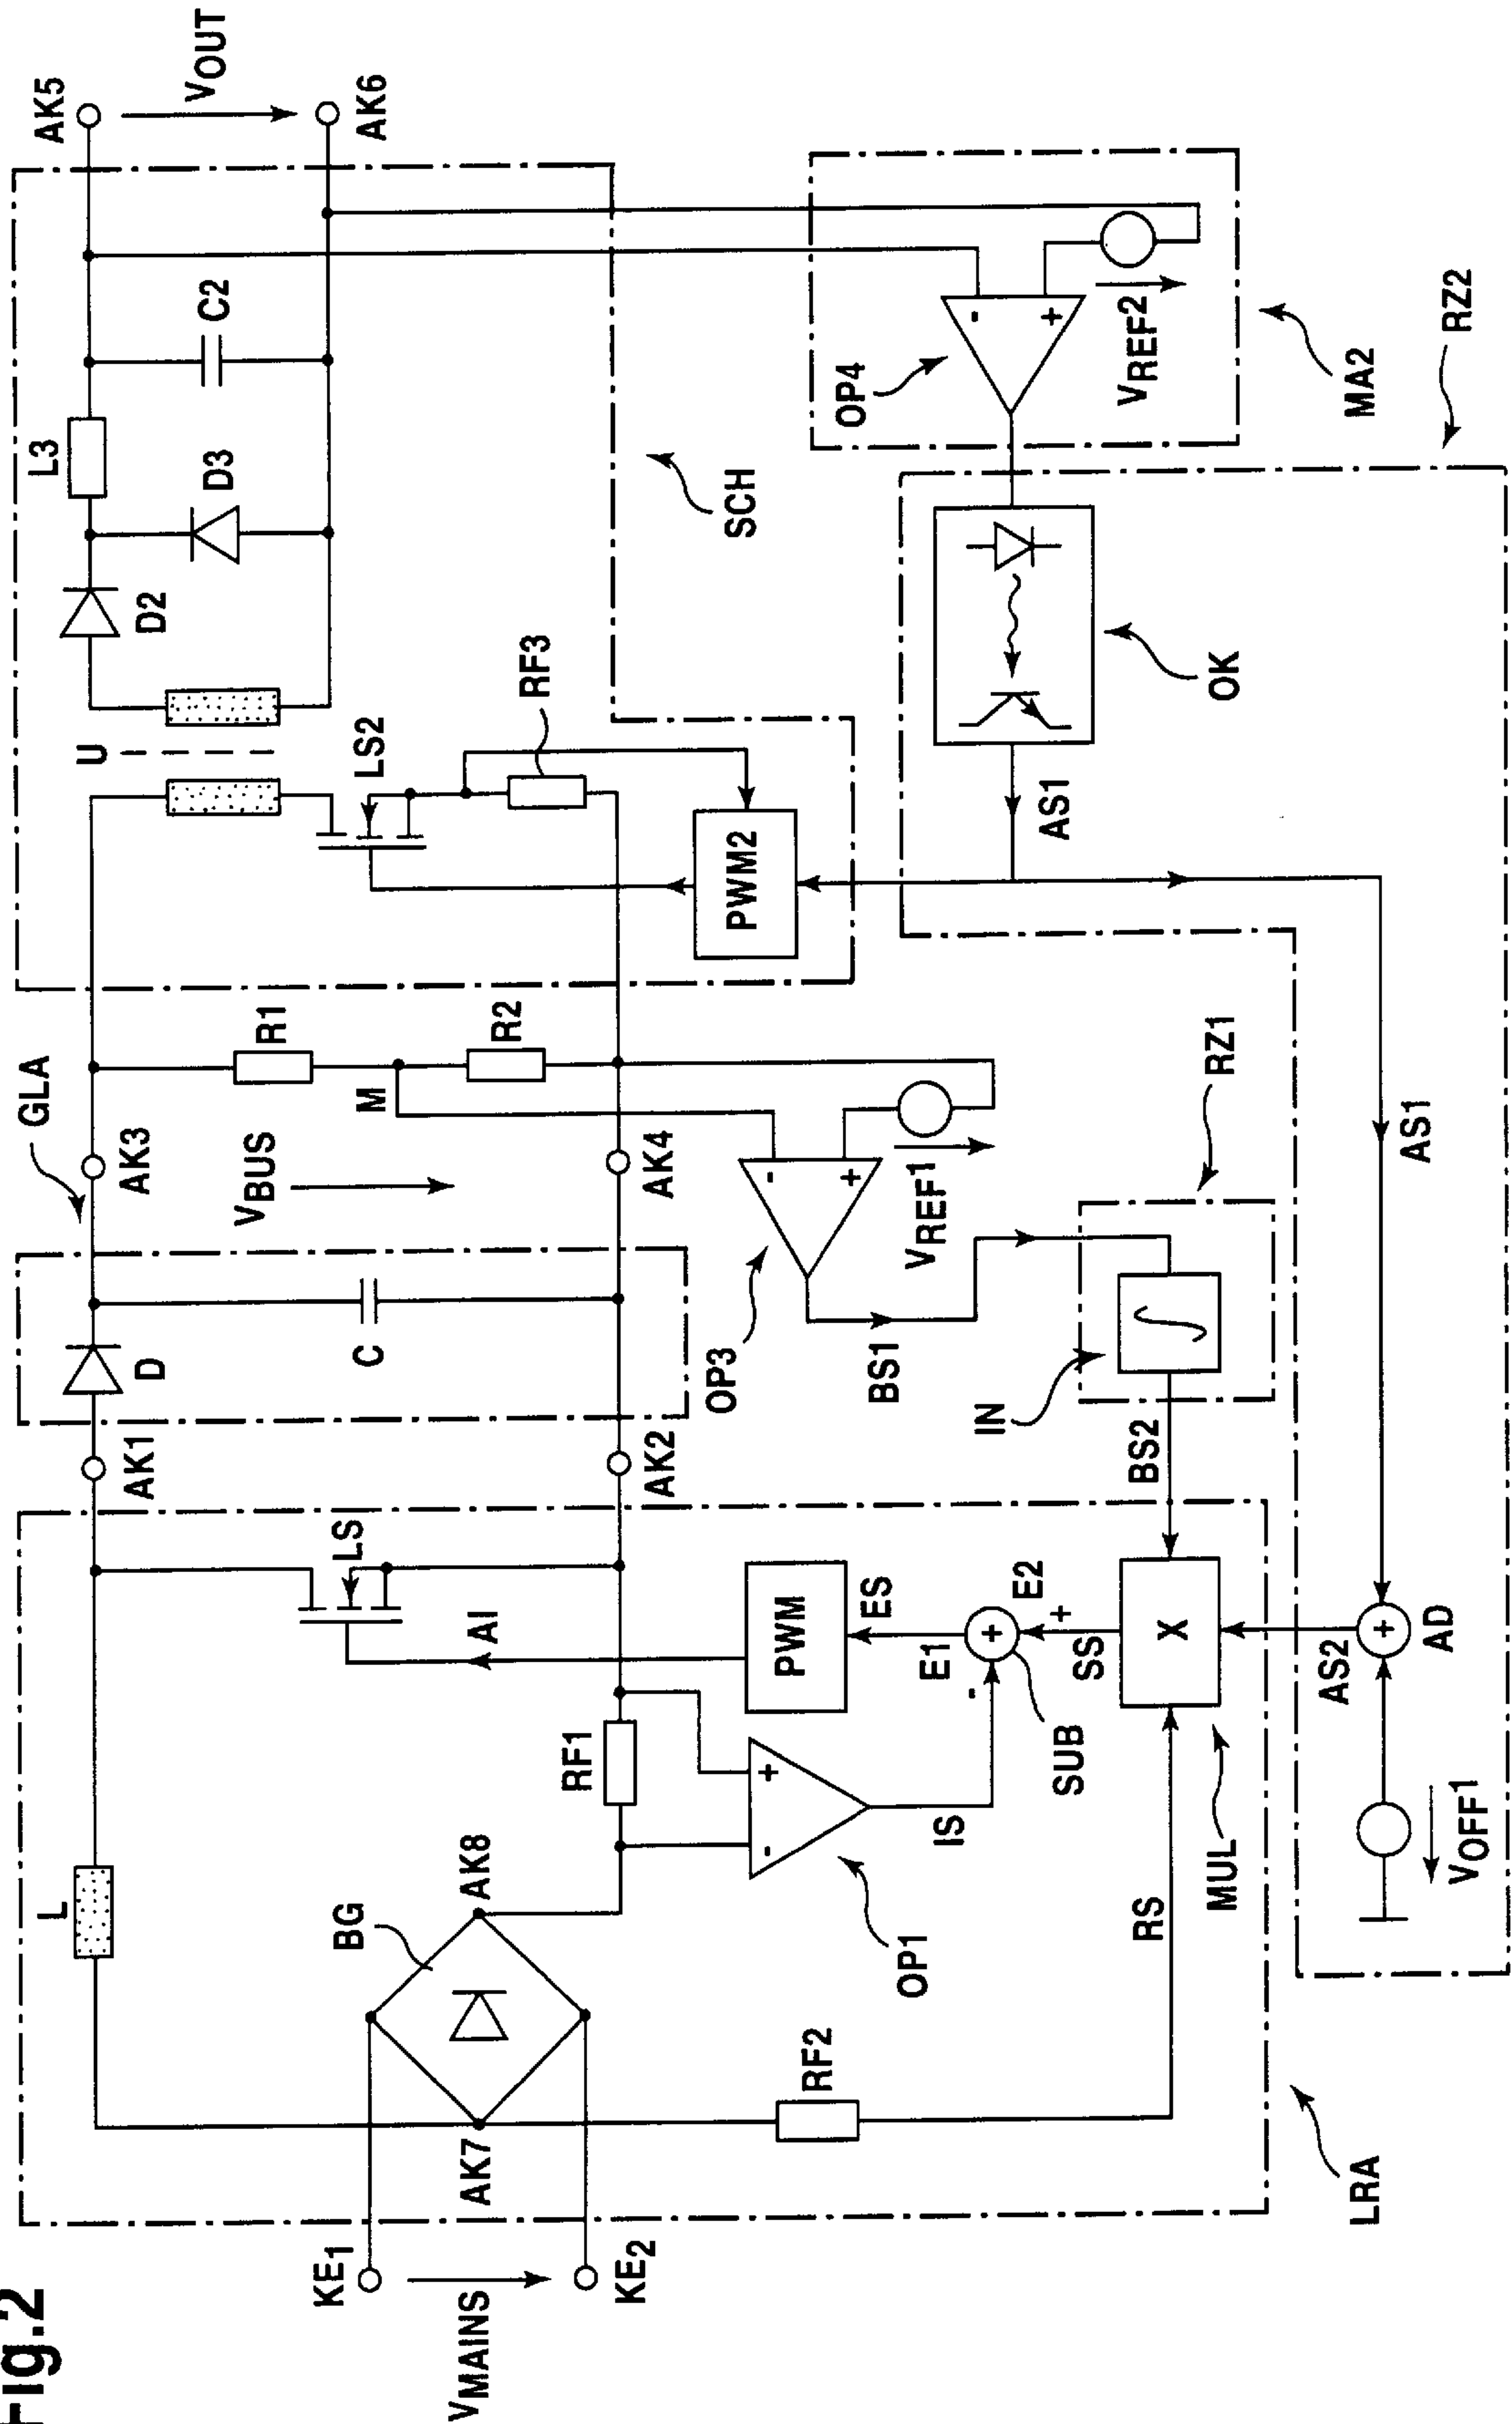 Fig.2
GLA
AK5
VOUT
AK6
L
AK1
D
AK3
R1
U
D2
L3
D3
C2
KE1
VMAINS
KE2
BG
AK7
AK8
LS
C
VBUS
M
R2
LS2
RF3
AI
RF1
AK2
AK4
SCH
RF2
- +
OP1
IS
PWM
ES
OP3
- +
VREF1
PWM2
OP4
- +
VREF2
MA2
E1
-
+
SUB
E2
+
SS
BS1
IN
RZ1
RS
MUL
X
BS2
∫
AS1
OK
RZ2
LRA
VOFF1
AS2
+
AD
AS1